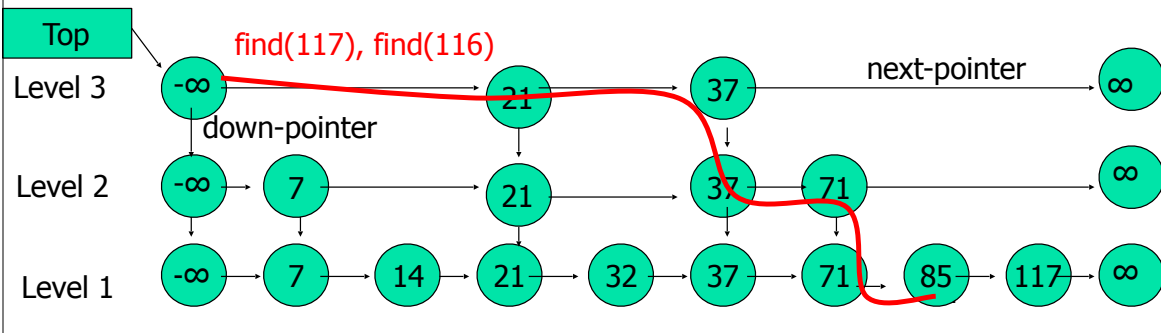 Top
find(117), find(116)
Level 3 -∞ 21 37 next-pointer ∞
down-pointer
Level 2 -∞ 7 21 37 71 ∞
Level 1 -∞ 7 14 21 32 37 71 85 117 ∞